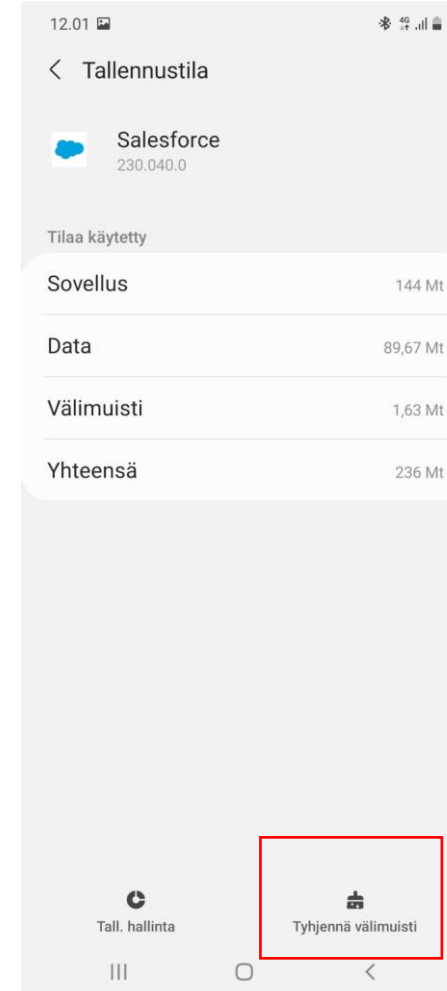 12.01 4G
Tallennustila
Salesforce
230.040.0
Tilaa käytetty
Sovellus 144 Mt
Data 89,67 Mt
Välimuisti 1,63 Mt
Yhteensä 236 Mt
Tall. hallinta Tyhjennä välimuisti